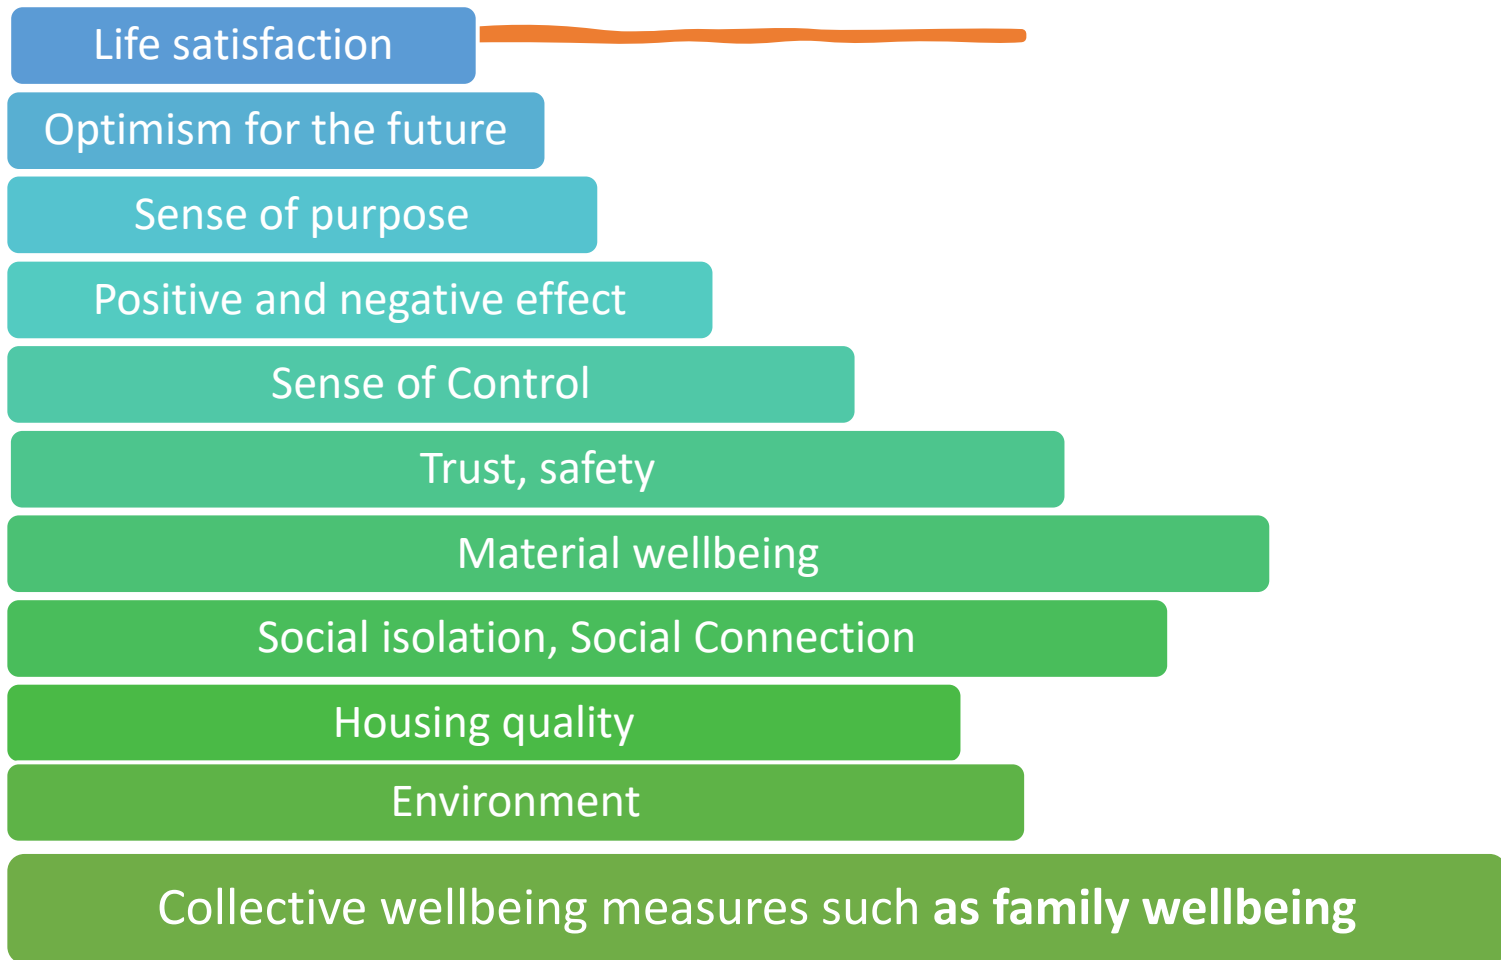 Life satisfaction
Optimism for the future
Sense of purpose
Positive and negative effect
Sense of Control
Trust, safety
Material wellbeing
Social isolation, Social Connection
Housing quality
Environment
Collective wellbeing measures such as family wellbeing